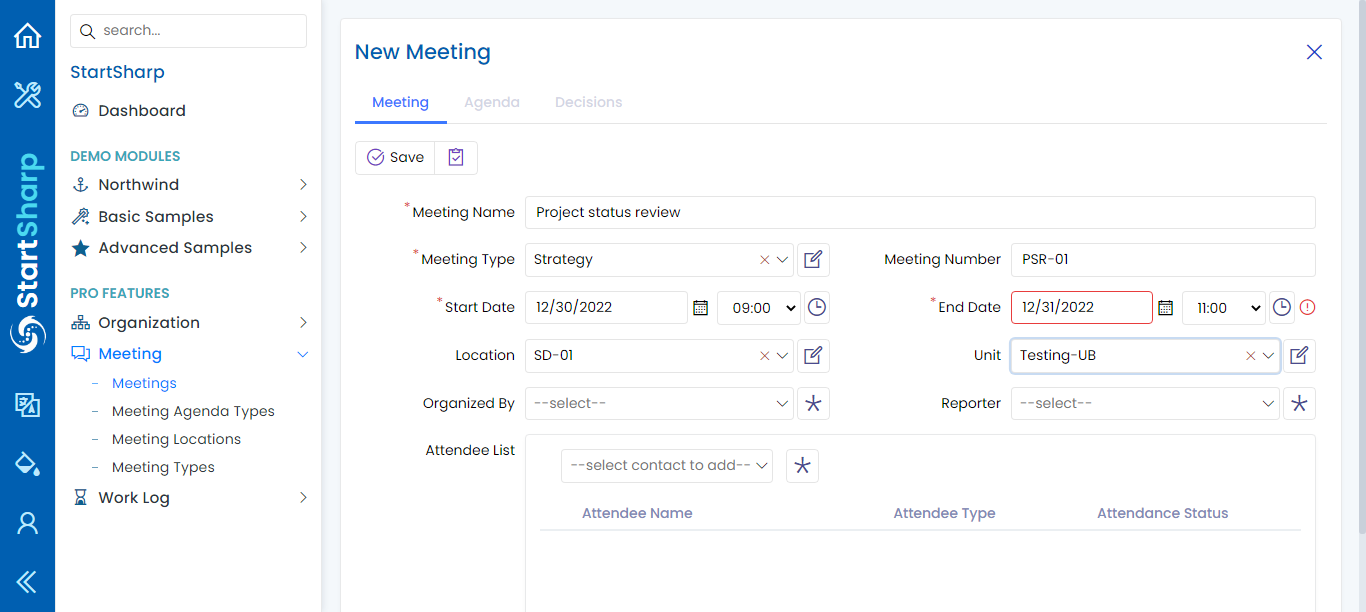 search...
StartSharp
Dashboard
DEMO MODULES
Northwind
Basic Samples
Advanced Samples
PRO FEATURES
Organization
Meeting
Meetings
Meeting Agenda Types
Meeting Locations
Meeting Types
Work Log
StartSharp
New Meeting
Meeting Agenda Decisions
Save
*Meeting Name Project status review
*Meeting Type Strategy Meeting Number PSR-01
*Start Date 12/30/2022 09:00 *End Date 12/31/2022 11:00
Location SD-01 Unit Testing-UB
Organized By --select-- Reporter --select--
Attendee List --select contact to add--
Attendee Name Attendee Type Attendance Status